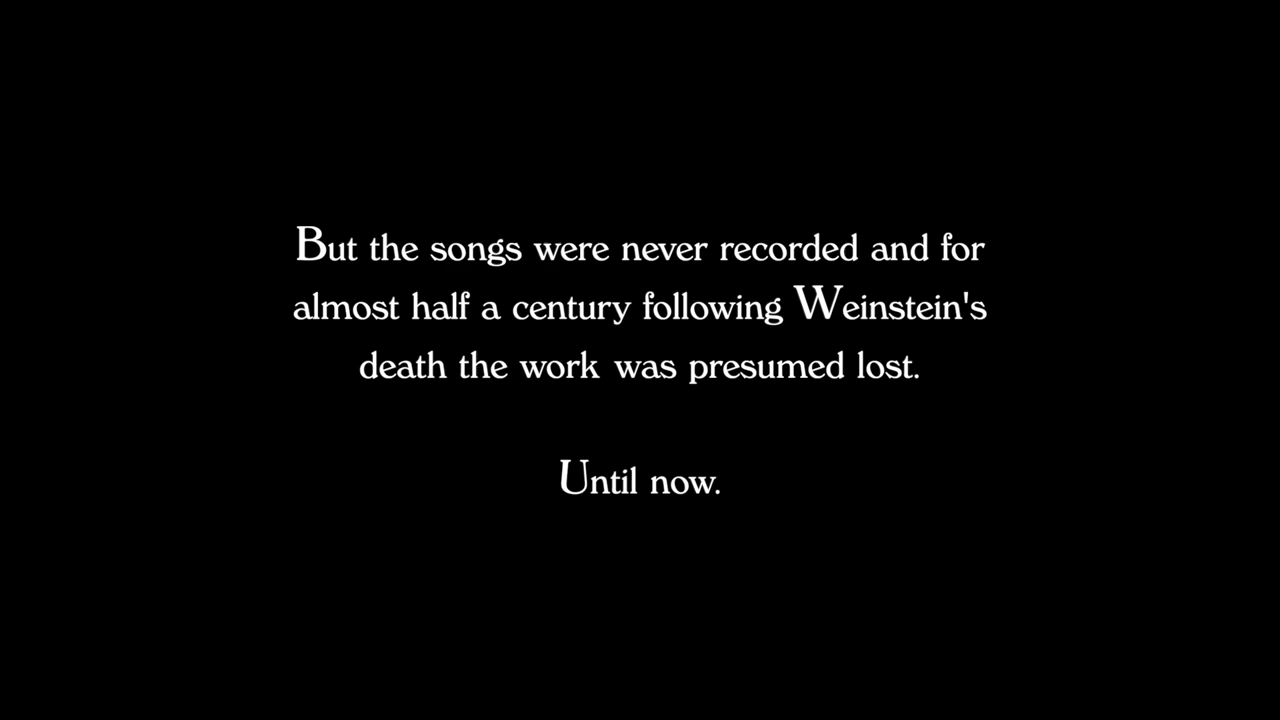 But the songs were never recorded and for
almost half a century following Weinstein's
death the work was presumed lost.
Until now.